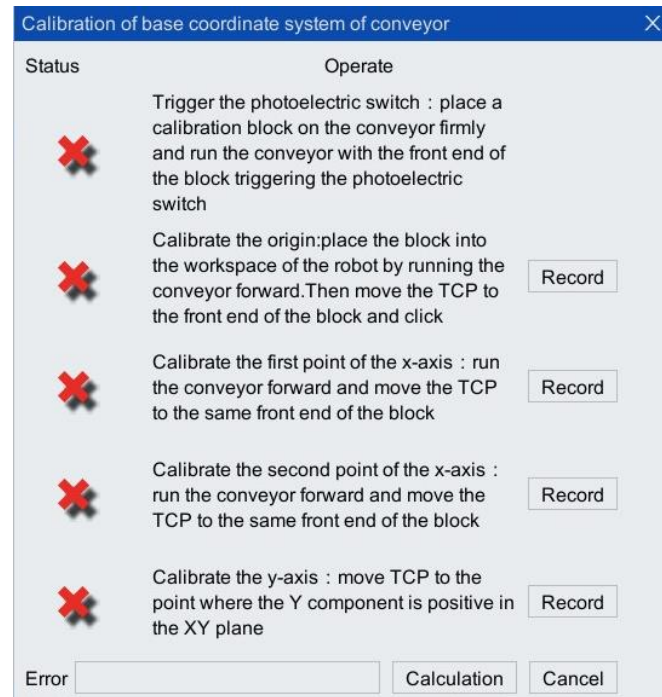 Calibration of base coordinate system of conveyor
Status Operate
Trigger the photoelectric switch：place a
calibration block on the conveyor firmly
and run the conveyor with the front end of
the block triggering the photoelectric
switch
Calibrate the origin:place the block into
the workspace of the robot by running the
conveyor forward.Then move the TCP to
the front end of the block and click
Record
Calibrate the first point of the x-axis：run
the conveyor forward and move the TCP
to the same front end of the block
Record
Calibrate the second point of the x-axis：
run the conveyor forward and move the
TCP to the same front end of the block
Record
Calibrate the y-axis：move TCP to the
point where the Y component is positive in
the XY plane
Record
Error Calculation Cancel